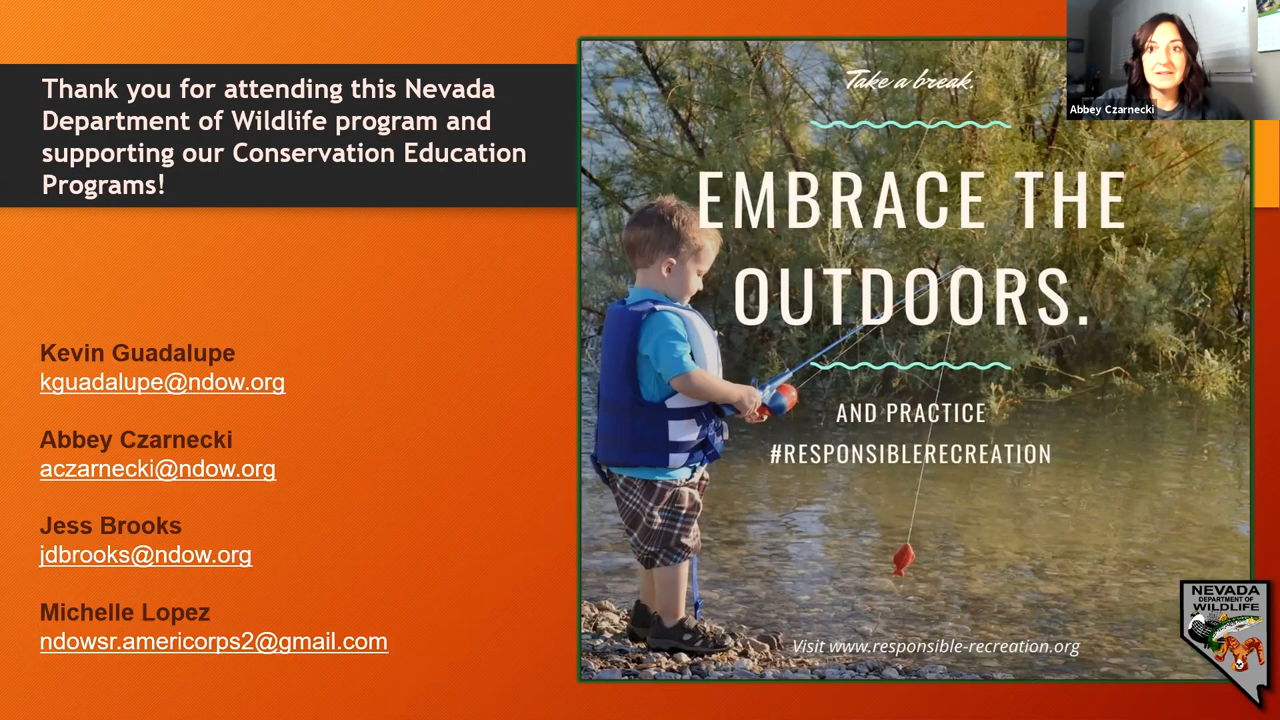 Thank you for attending this Nevada
Department of Wildlife program and
supporting our Conservation Education
Programs!
Kevin Guadalupe
kguadalupe@ndow.org
Abbey Czarnecki
aczarnecki@ndow.org
Jess Brooks
jdbrooks@ndow.org
Michelle Lopez
ndowsr.americorps2@gmail.com
Take a break.
EMBRACE THE
OUTDOORS.
AND PRACTICE
#RESPONSIBLERECREATION
Visit www.responsible-recreation.org
Abbey Czarnecki
NEVADA
DEPARTMENT OF
WILDLIFE